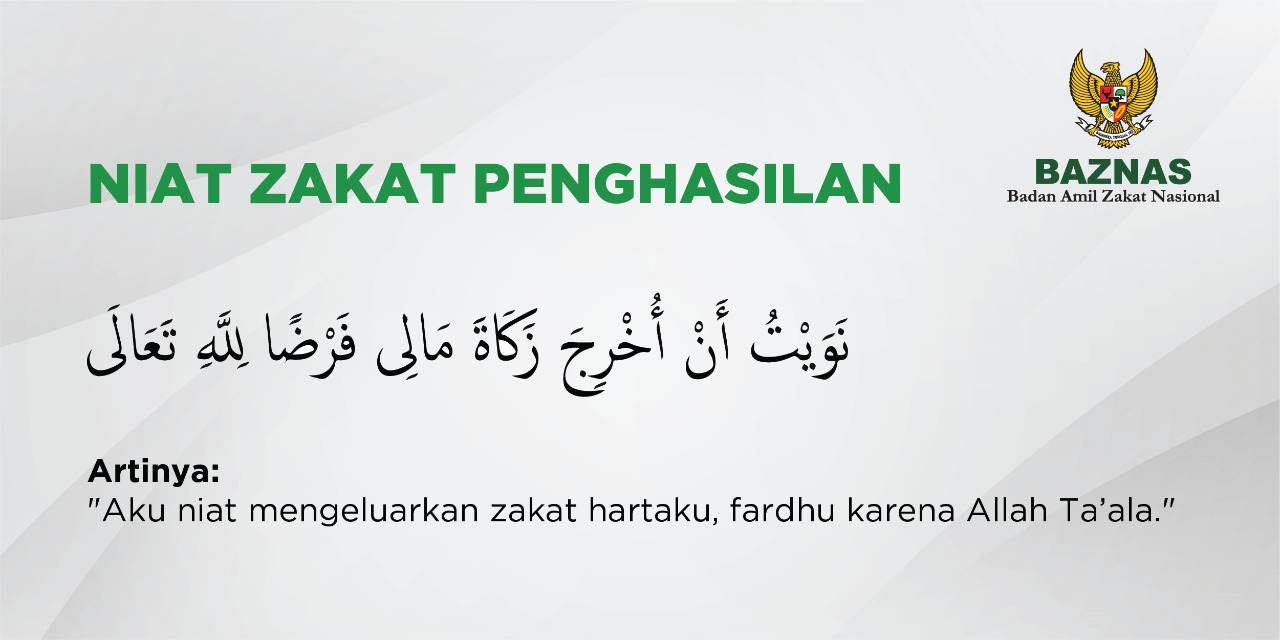 BAZNAS
Badan Amil Zakat Nasional
NIAT ZAKAT PENGHASILAN
نَوَيْتُ أَنْ أُخْرِجَ زَكَاةَ مَالِى فَرْضًا لِلَّهِ تَعَالَى
Artinya:
"Aku niat mengeluarkan zakat hartaku, fardhu karena Allah Ta’ala."